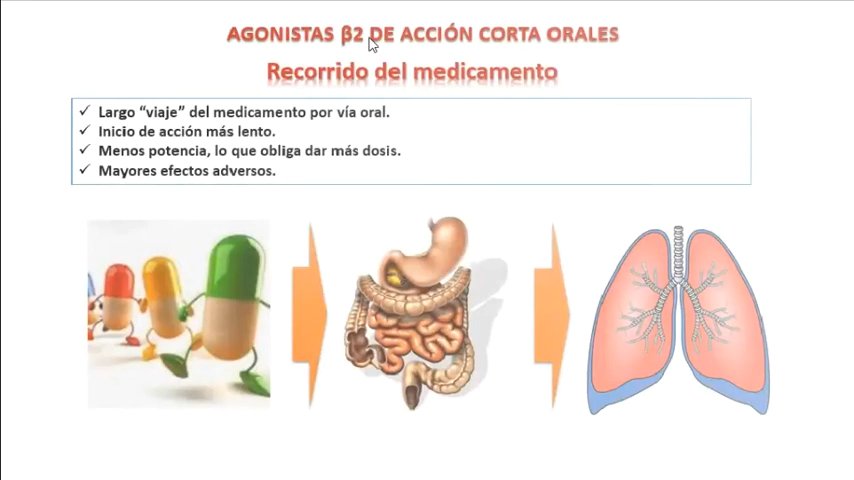 AGONISTAS β2 DE ACCIÓN CORTA ORALES
Recorrido del medicamento
✓ Largo “viaje” del medicamento por vía oral.
✓ Inicio de acción más lento.
✓ Menos potencia, lo que obliga dar más dosis.
✓ Mayores efectos adversos.